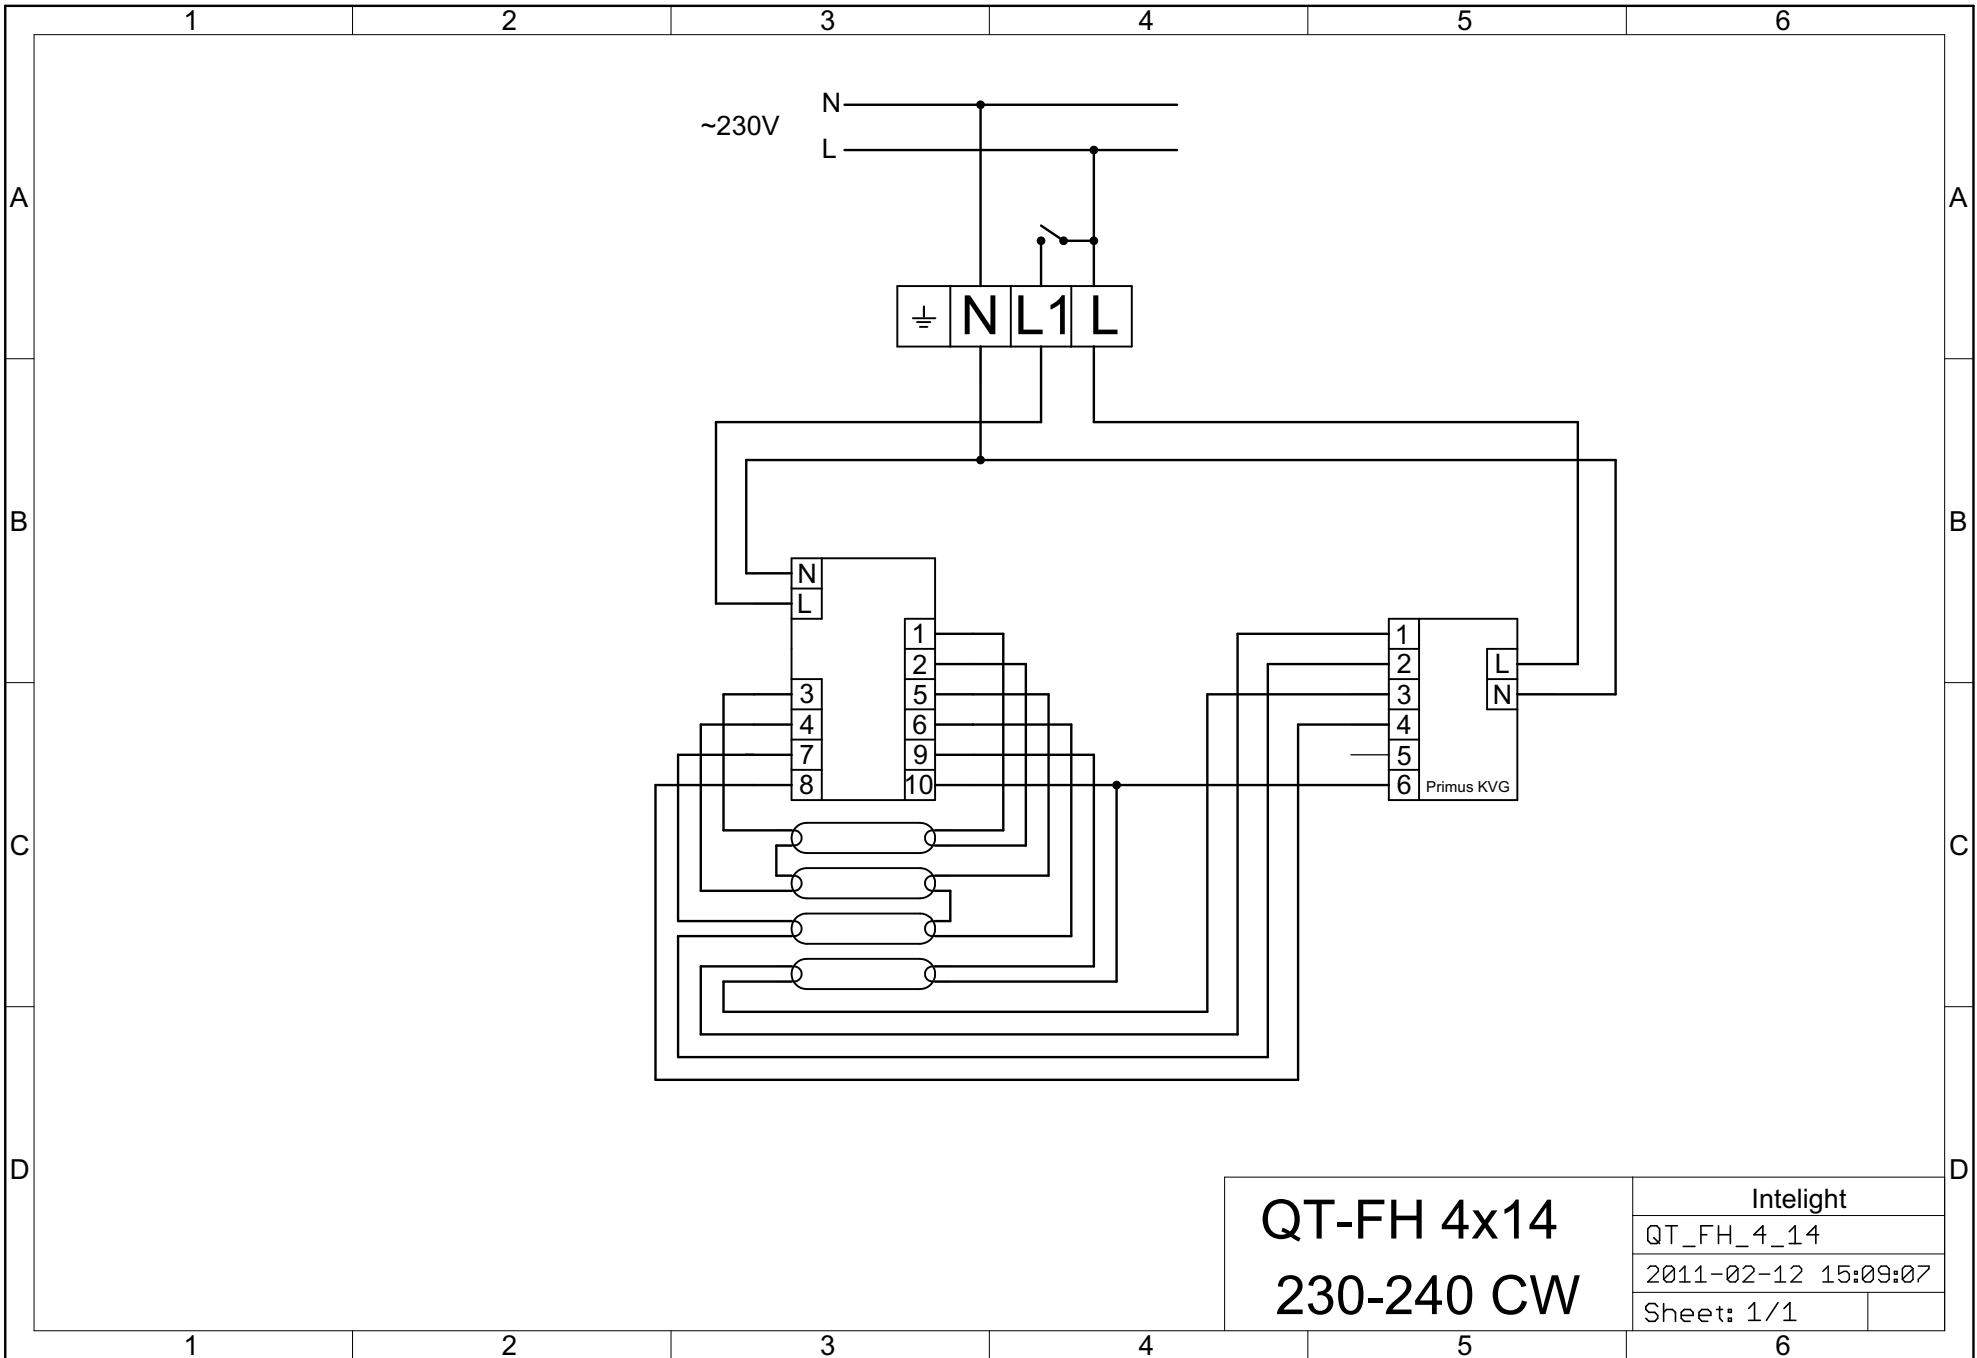 1 2 3 4 5 6
N
~230V
L
A A
N L1 L
B B
N
L
1 1
2 2 L
3 5 3 N
4 6 4
7 9 5
8 10 6 Primus KVG
C C
D D
QT-FH 4x14
230-240 CW
Intelight
QT_FH_4_14
2011-02-12 15:09:07
Sheet: 1/1
1 2 3 4 5 6